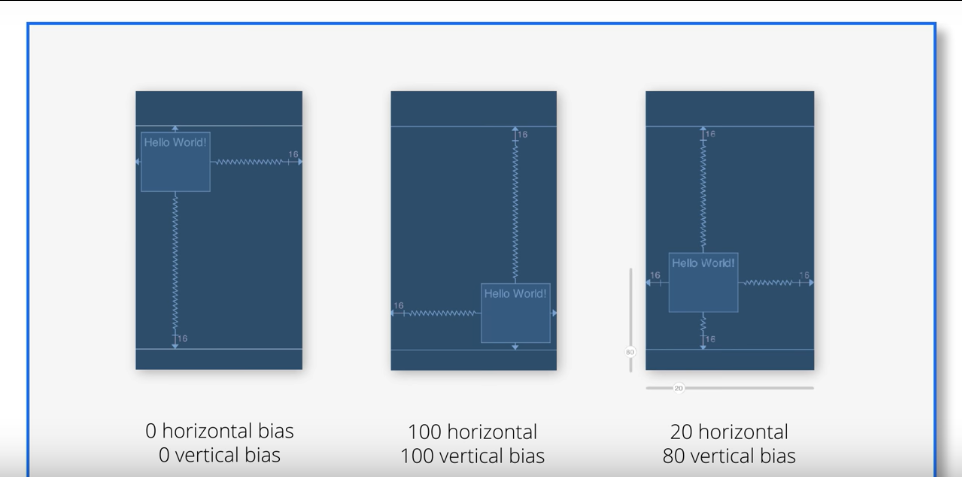 Hello World!
16
16
0 horizontal bias
0 vertical bias
16
16
Hello World!
100 horizontal
100 vertical bias
16
Hello World!
16
16
16
80
20
20 horizontal
80 vertical bias